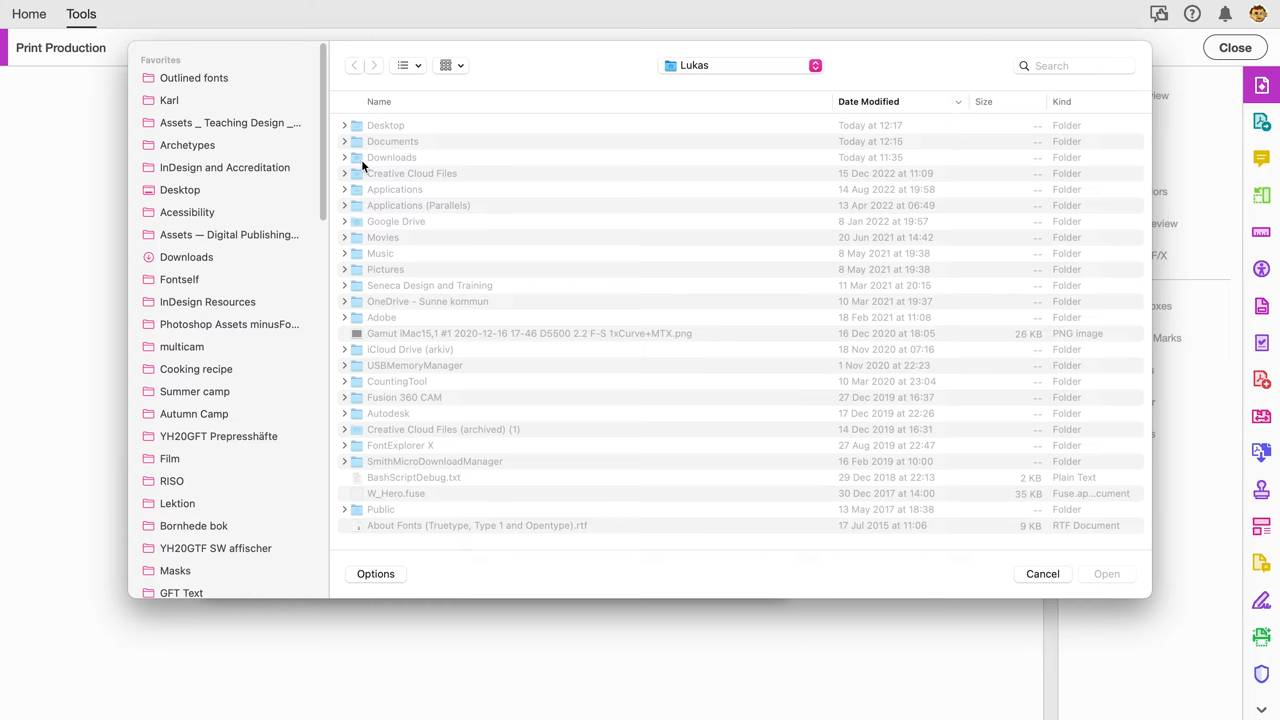 Home Tools
Print Production Close
Favorites
Outlined fonts
Karl
Assets _ Teaching Design _...
Archetypes
InDesign and Accreditation
Desktop
Acessibility
Assets — Digital Publishing...
Downloads
Fontself
InDesign Resources
Photoshop Assets minusFo...
multicam
Cooking recipe
Summer camp
Autumn Camp
YH20GFT Prepresshäfte
Film
RISO
Lektion
Bornhede bok
YH20GTF SW affischer
Masks
GFT Text
Lukas
Search
Name Date Modified Size Kind
Desktop Today at 12:17 -- Folder
Documents Today at 12:15 -- Folder
Downloads Today at 11:35 -- Folder
Creative Cloud Files 15 Dec 2022 at 11:09 -- Folder
Applications 14 Aug 2022 at 19:58 -- Folder
Applications (Parallels) 13 Apr 2022 at 06:49 -- Folder
Google Drive 8 Jan 2022 at 19:57 -- Folder
Movies 20 Jun 2021 at 14:42 -- Folder
Music 8 May 2021 at 19:38 -- Folder
Pictures 8 May 2021 at 19:38 -- Folder
Seneca Design and Training 11 Mar 2021 at 20:15 -- Folder
OneDrive - Sunne kommun 10 Mar 2021 at 19:37 -- Folder
Adobe 18 Feb 2021 at 11:08 -- Folder
Gamut iMac15,1 #1 2020-12-16 17-46 D5500 2.2 F-S 1xCurve+MTX.png 16 Dec 2020 at 18:05 26 KB PNG image
iCloud Drive (arkiv) 18 Nov 2020 at 07:16 -- Folder
USBMemoryManager 1 Nov 2020 at 22:23 -- Folder
CountingTool 10 Mar 2020 at 23:04 -- Folder
Fusion 360 CAM 27 Dec 2019 at 16:37 -- Folder
Autodesk 17 Dec 2019 at 22:26 -- Folder
Creative Cloud Files (archived) (1) 14 Dec 2019 at 16:31 -- Folder
FontExplorer X 27 Aug 2019 at 22:47 -- Folder
SmithMicroDownloadManager 16 Feb 2019 at 10:00 -- Folder
BashScriptDebug.txt 29 Dec 2018 at 22:13 2 KB Plain Text
W_Hero.fuse 30 Dec 2017 at 14:00 35 KB Fuse.ap...cument
Public 13 May 2017 at 18:38 -- Folder
About Fonts (Truetype, Type 1 and Opentype).rtf 17 Jul 2015 at 11:06 9 KB RTF Document
Options Cancel Open
view
ors
eview
F/X
oxes
Marks